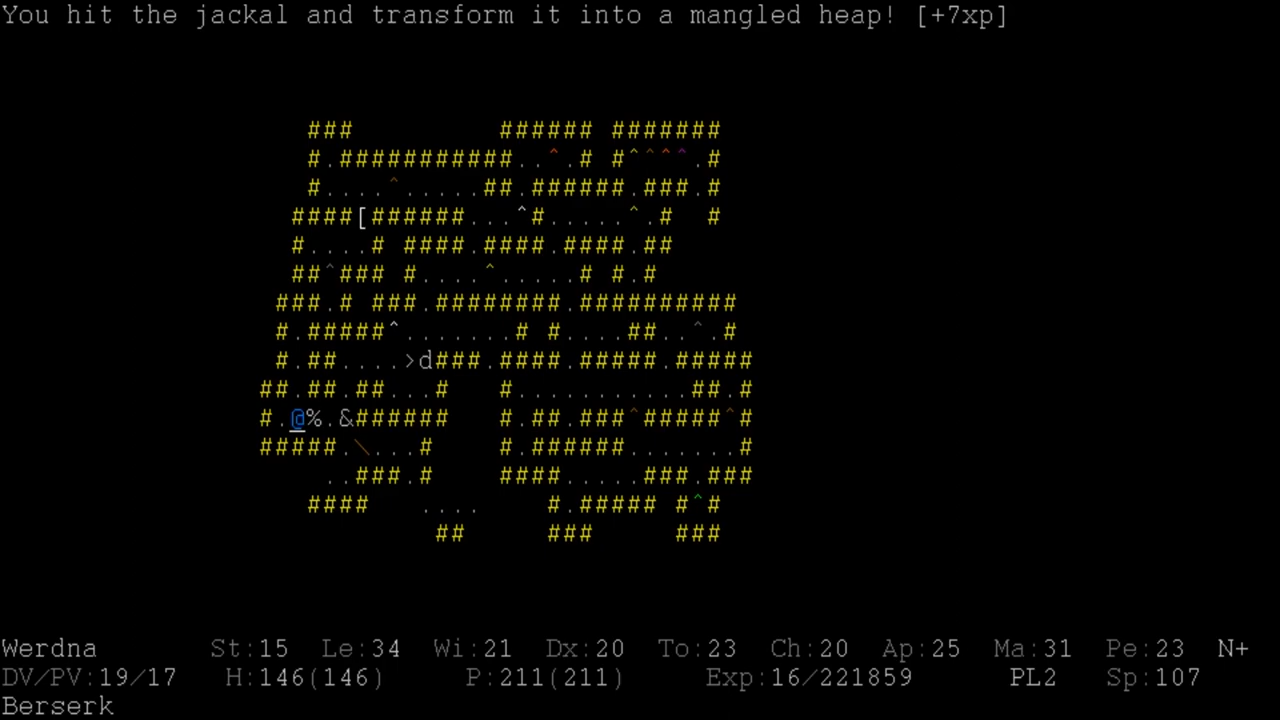 You hit the jackal and transform it into a mangled heap! [+7xp]
### ###### #######
#.###########..^.# #^^^^.#
#....^.....##.######.###.#
####[######...^#.....^.# #
#....# ####.####.####.##
##^### #....^.....# #.#
###.# ###.########.##########
#.#####^.......# #....##..^.#
#.##....>d###.####.#####.#####
##.##.##...# #...........##.#
#.@%.&###### #.##.###^#####^#
#####.\...# #.######.......#
..###.# ####.....###.###
#### .... #.##### #^#
## ### ###
Werdna St:15 Le:34 Wi:21 Dx:20 To:23 Ch:20 Ap:25 Ma:31 Pe:23 N+
DV/PV:19/17 H:146(146) P:211(211) Exp:16/221859 PL2 Sp:107
Berserk